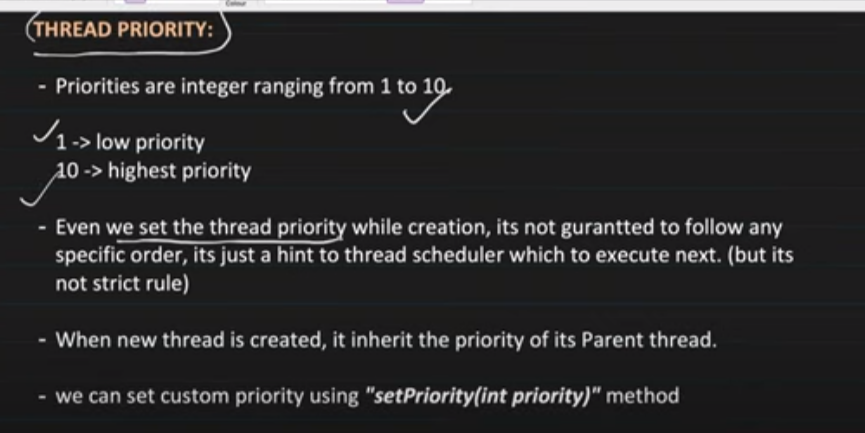 Colour
THREAD PRIORITY:
- Priorities are integer ranging from 1 to 10.
1 -> low priority
10 -> highest priority
- Even we set the thread priority while creation, its not gurantted to follow any
specific order, its just a hint to thread scheduler which to execute next. (but its
not strict rule)
- When new thread is created, it inherit the priority of its Parent thread.
- we can set custom priority using "setPriority(int priority)" method